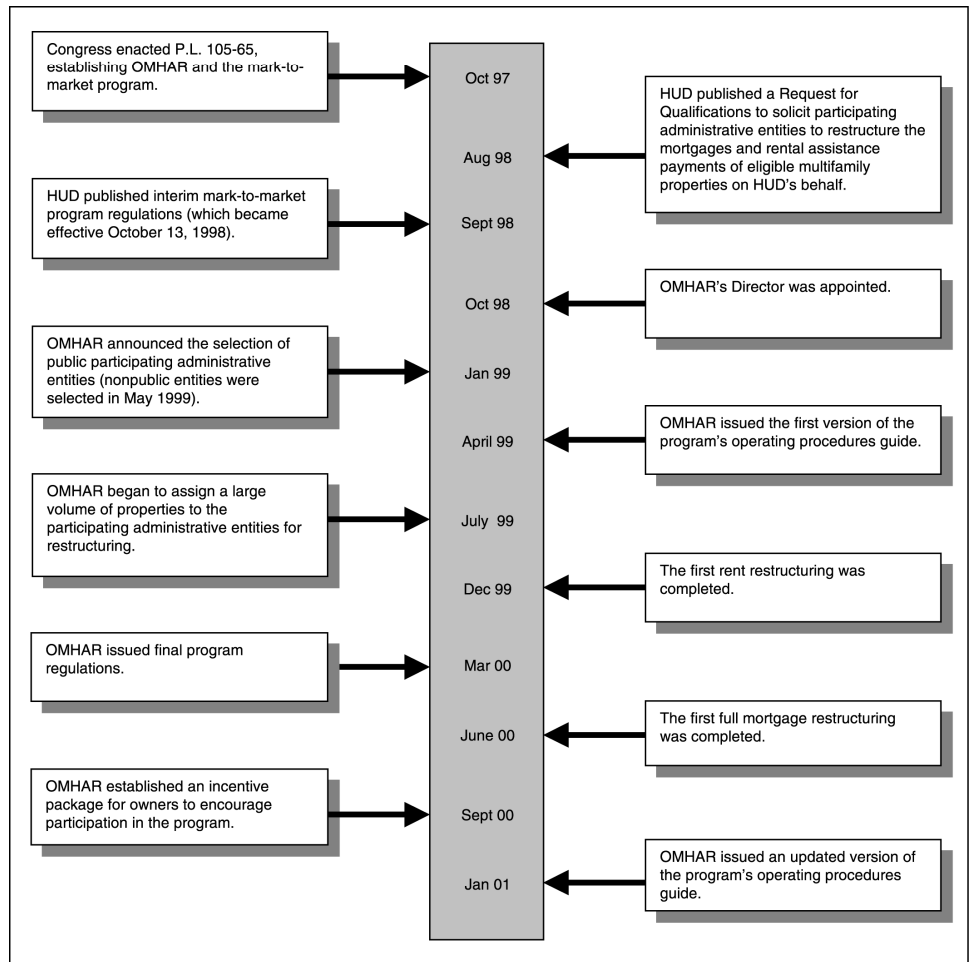 Congress enacted P.L. 105-65,
establishing OMHAR and the mark-to-
market program.
Oct 97
HUD published a Request for
Qualifications to solicit participating
administrative entities to restructure the
mortgages and rental assistance
payments of eligible multifamily
properties on HUD's behalf.
Aug 98
HUD published interim mark-to-market
program regulations (which became
effective October 13, 1998).
Sept 98
OMHAR's Director was appointed.
Oct 98
OMHAR announced the selection of
public participating administrative
entities (nonpublic entities were
selected in May 1999).
Jan 99
OMHAR issued the first version of the
program's operating procedures guide.
April 99
OMHAR began to assign a large
volume of properties to the
participating administrative entities for
restructuring.
July 99
The first rent restructuring was
completed.
Dec 99
OMHAR issued final program
regulations.
Mar 00
The first full mortgage restructuring
was completed.
June 00
OMHAR established an incentive
package for owners to encourage
participation in the program.
Sept 00
OMHAR issued an updated version of
the program's operating procedures
guide.
Jan 01